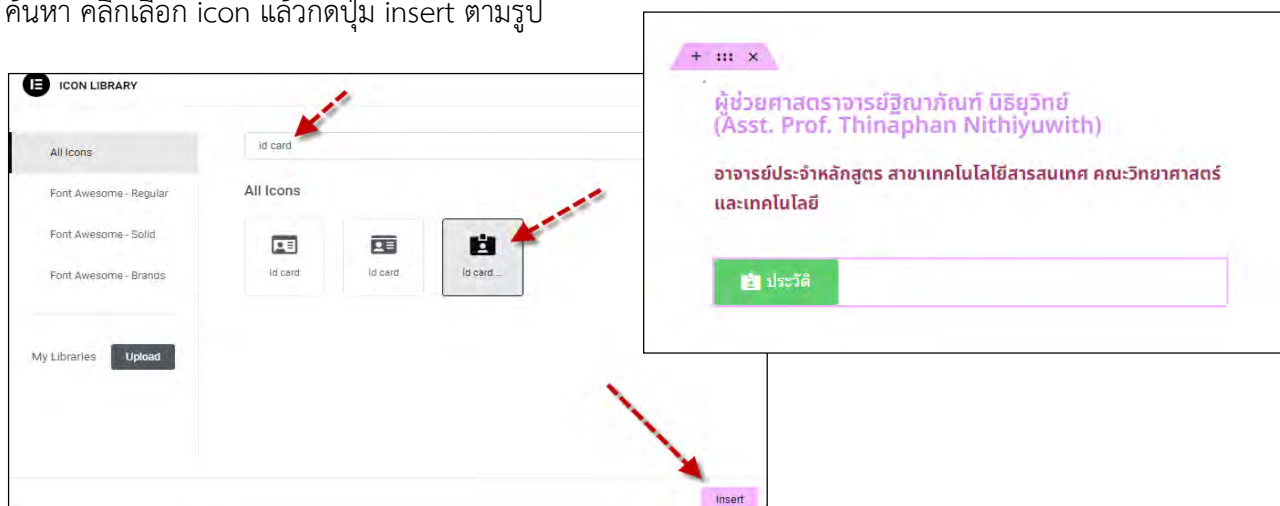 ค้นหา คลิกเลือก icon แล้วกดปุ่ม insert ตามรูป
ICON LIBRARY
All Icons
Font Awesome - Regular
Font Awesome - Solid
Font Awesome - Brands
My Libraries
Upload
id card
All Icons
Id card
Id card
Id card ...
Insert
+ ::: ×
ผู้ช่วยศาสตราจารย์ฐิณาภัณฑ์ นิธิยุวิทย์
(Asst. Prof. Thinaphan Nithiyuwith)
อาจารย์ประจำหลักสูตร สาขาเทคโนโลโยีสารสนเทศ คณะวิทยาศาสตร์
และเทคโนโลยี
ประวัติ